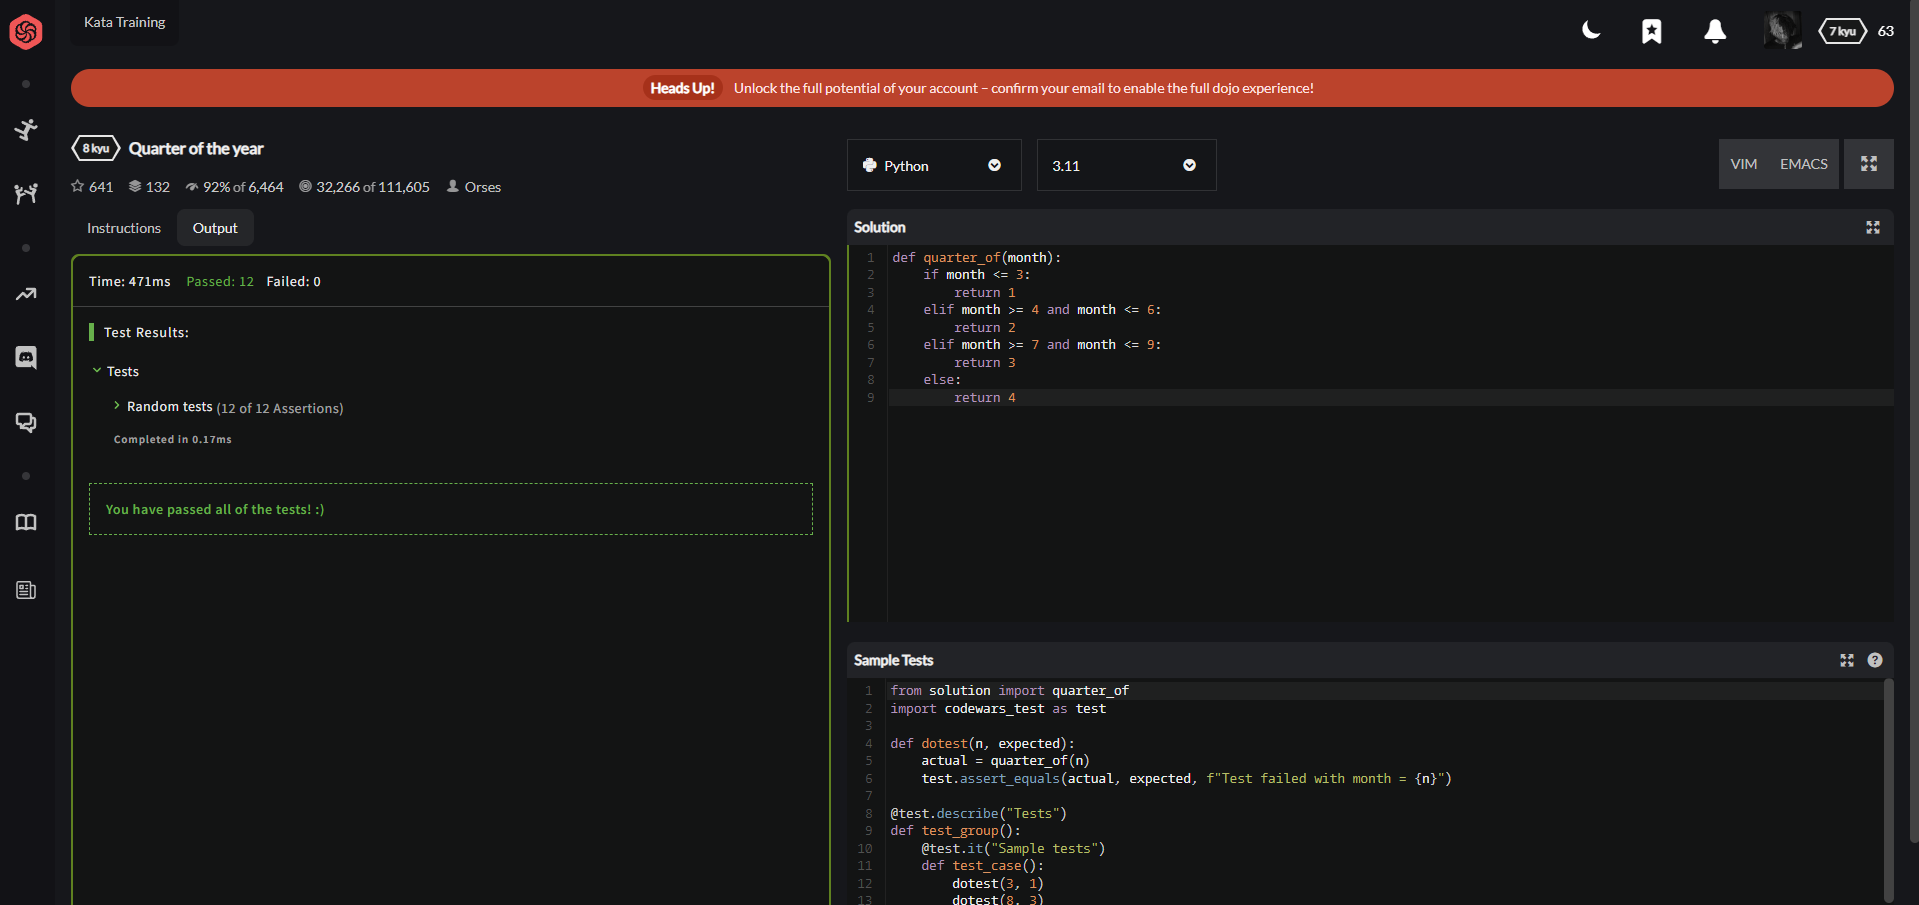 Kata Training
7 kyu 63
Heads Up! Unlock the full potential of your account – confirm your email to enable the full dojo experience!
8 kyu Quarter of the year
641 132 92% of 6,464 32,266 of 111,605 Orses
Instructions Output
Time: 471ms Passed: 12 Failed: 0
Test Results:
Tests
Random tests (12 of 12 Assertions)
Completed in 0.17ms
You have passed all of the tests! :)
Python 3.11 VIM EMACS
Solution
1 def quarter_of(month):
2     if month <= 3:
3         return 1
4     elif month >= 4 and month <= 6:
5         return 2
6     elif month >= 7 and month <= 9:
7         return 3
8     else:
9         return 4
Sample Tests
1 from solution import quarter_of
2 import codewars_test as test
3
4 def dotest(n, expected):
5     actual = quarter_of(n)
6     test.assert_equals(actual, expected, f"Test failed with month = {n}")
7
8 @test.describe("Tests")
9 def test_group():
10     @test.it("Sample tests")
11     def test_case():
12         dotest(3, 1)
13         dotest(8, 3)